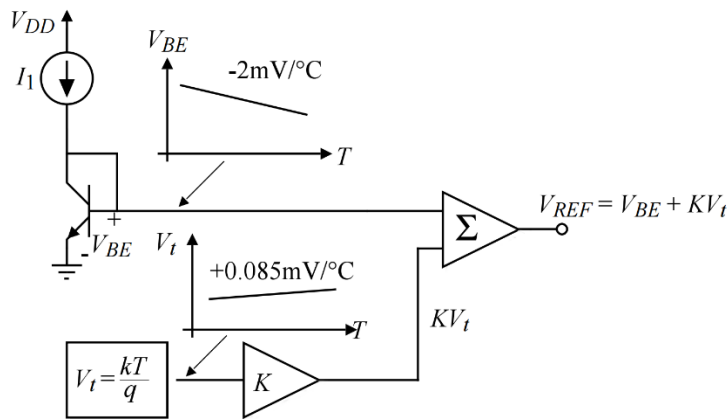 V_DD
I_1
V_BE
-2mV/°C
T
+
-V_BE
V_t
+0.085mV/°C
T
Σ
V_REF = V_BE + KV_t
KV_t
V_t = kT/q
K